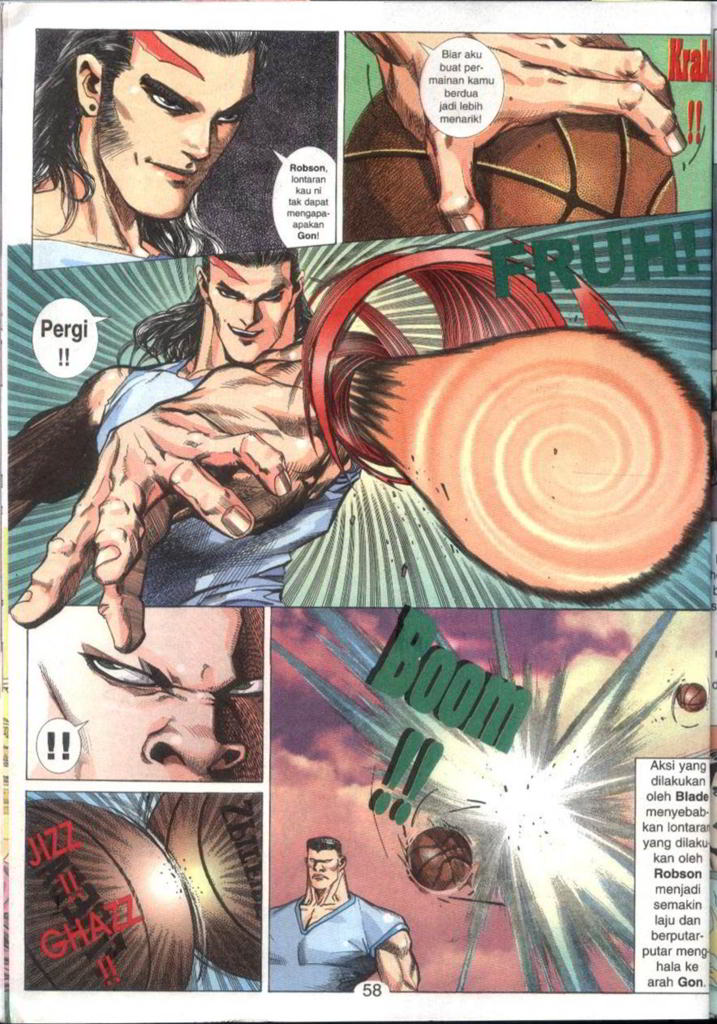 Robson,
lontaran
kau ni
tak dapat
mengapa-
apakan
Gon!
Biar aku
buat per-
mainan kamu
berdua
jadi lebih
menarik!
Krak
!!
FRUH!
Pergi
!!
!!
JIZZ
!!
GHAZZ
!!
Boom
!!
Aksi yang
dilakukan
oleh Blade
menyebab-
kan lontaran
yang dilaku-
kan oleh
Robson
menjadi
semakin
laju dan
berputar-
putar meng-
hala ke
arah Gon.
58